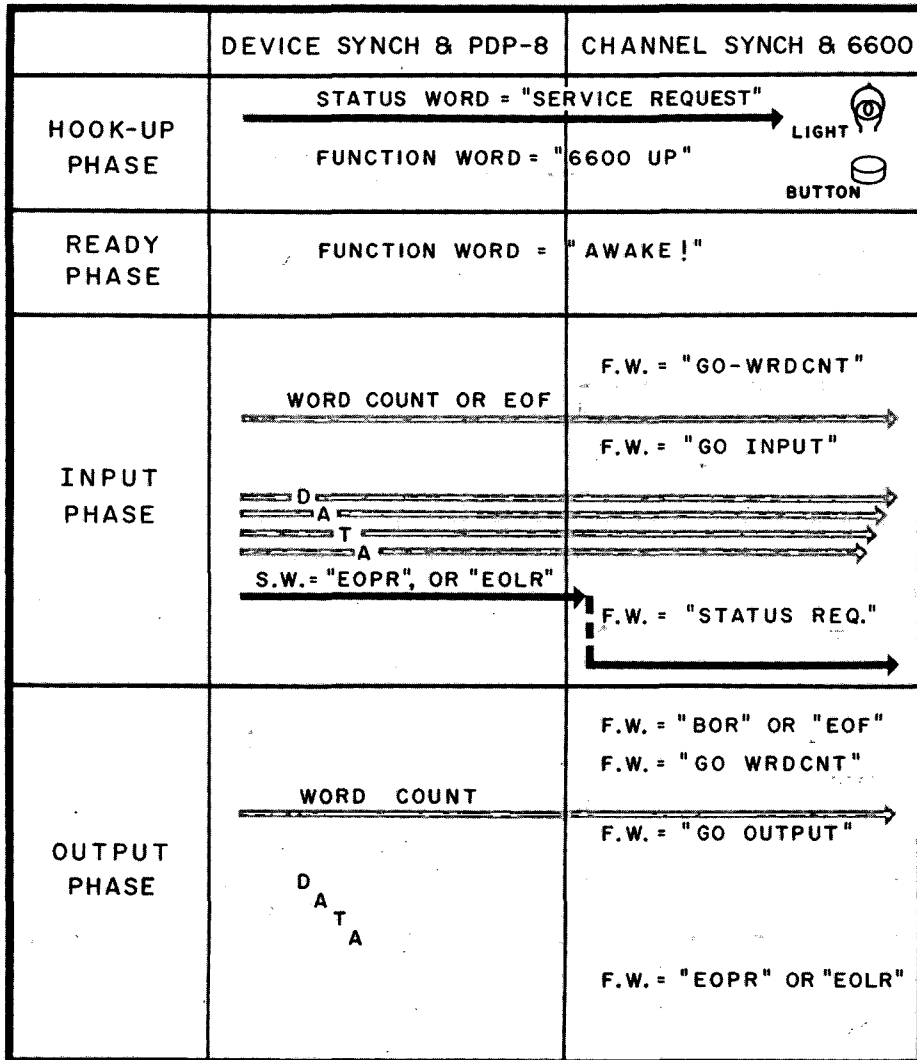 DEVICE SYNCH & PDP-8
CHANNEL SYNCH & 6600
HOOK-UP
PHASE
STATUS WORD = "SERVICE REQUEST"
LIGHT
FUNCTION WORD = "6600 UP"
BUTTON
READY
PHASE
FUNCTION WORD = "AWAKE!"
INPUT
PHASE
F.W. = "GO-WRDCNT"
WORD COUNT OR EOF
F.W. = "GO INPUT"
D
A
T
A
S.W. = "EOPR", OR "EOLR"
F.W. = "STATUS REQ."
OUTPUT
PHASE
F.W. = "BOR" OR "EOF"
F.W. = "GO WRDCNT"
WORD COUNT
F.W. = "GO OUTPUT"
D
A
T
A
F.W. = "EOPR" OR "EOLR"